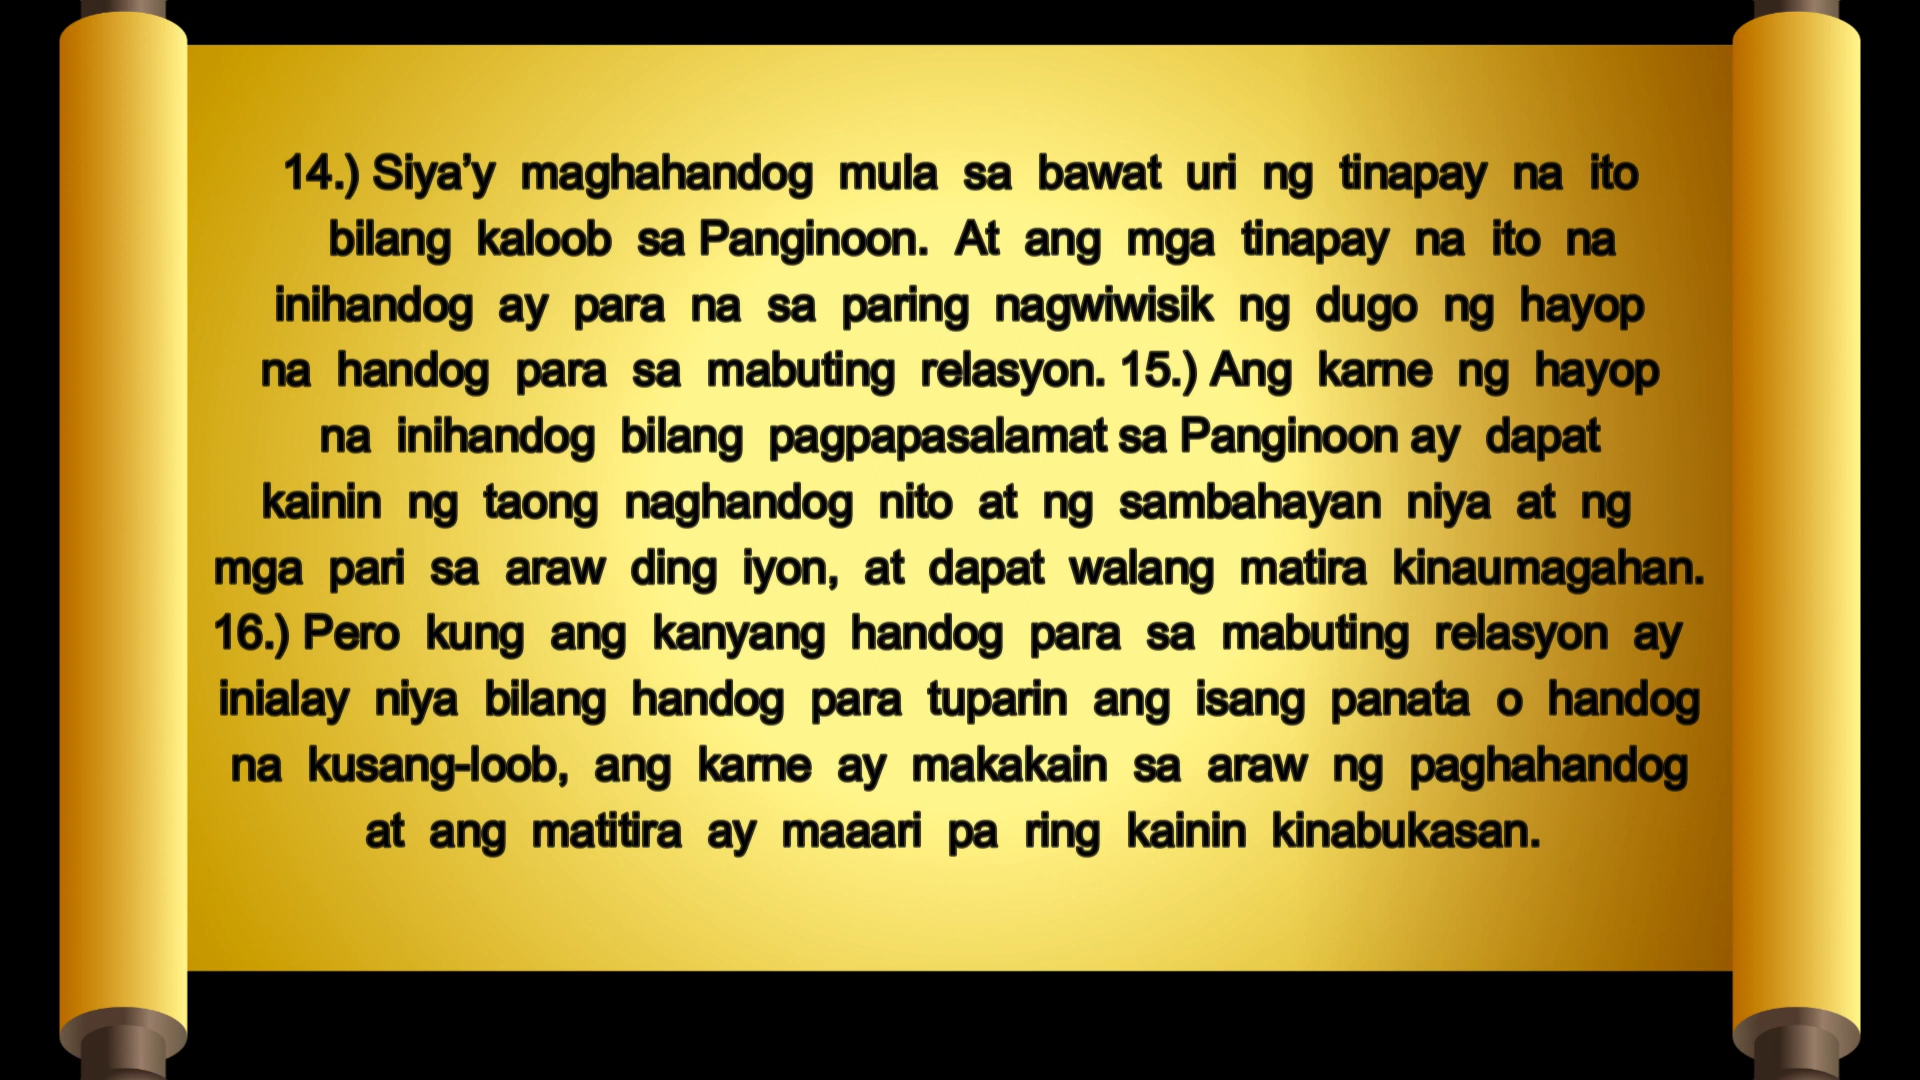 14.) Siya’y maghahandog mula sa bawat uri ng tinapay na ito
bilang kaloob sa Panginoon. At ang mga tinapay na ito na
inihandog ay para na sa paring nagwiwisik ng dugo ng hayop
na handog para sa mabuting relasyon. 15.) Ang karne ng hayop
na inihandog bilang pagpapasalamat sa Panginoon ay dapat
kainin ng taong naghandog nito at ng sambahayan niya at ng
mga pari sa araw ding iyon, at dapat walang matira kinaumagahan.
16.) Pero kung ang kanyang handog para sa mabuting relasyon ay
inialay niya bilang handog para tuparin ang isang panata o handog
na kusang-loob, ang karne ay makakain sa araw ng paghahandog
at ang matitira ay maaari pa ring kainin kinabukasan.